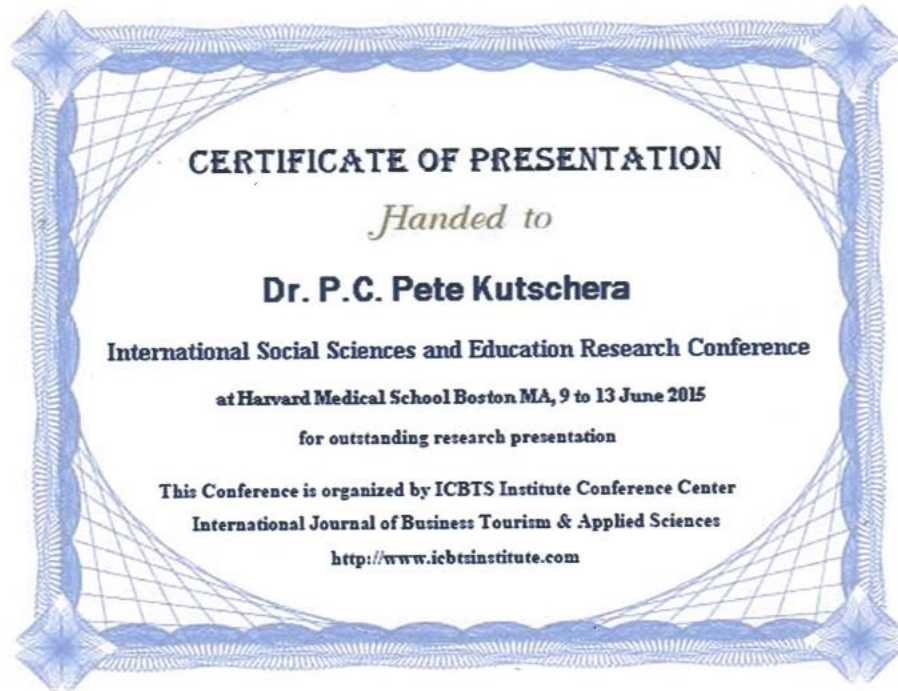 CERTIFICATE OF PRESENTATION
Handed to
Dr. P.C. Pete Kutschera
International Social Sciences and Education Research Conference
at Harvard Medical School Boston MA, 9 to 13 June 2015
for outstanding research presentation
This Conference is organized by ICBTS Institute Conference Center
International Journal of Business Tourism & Applied Sciences
http://www.icbtsinstitute.com